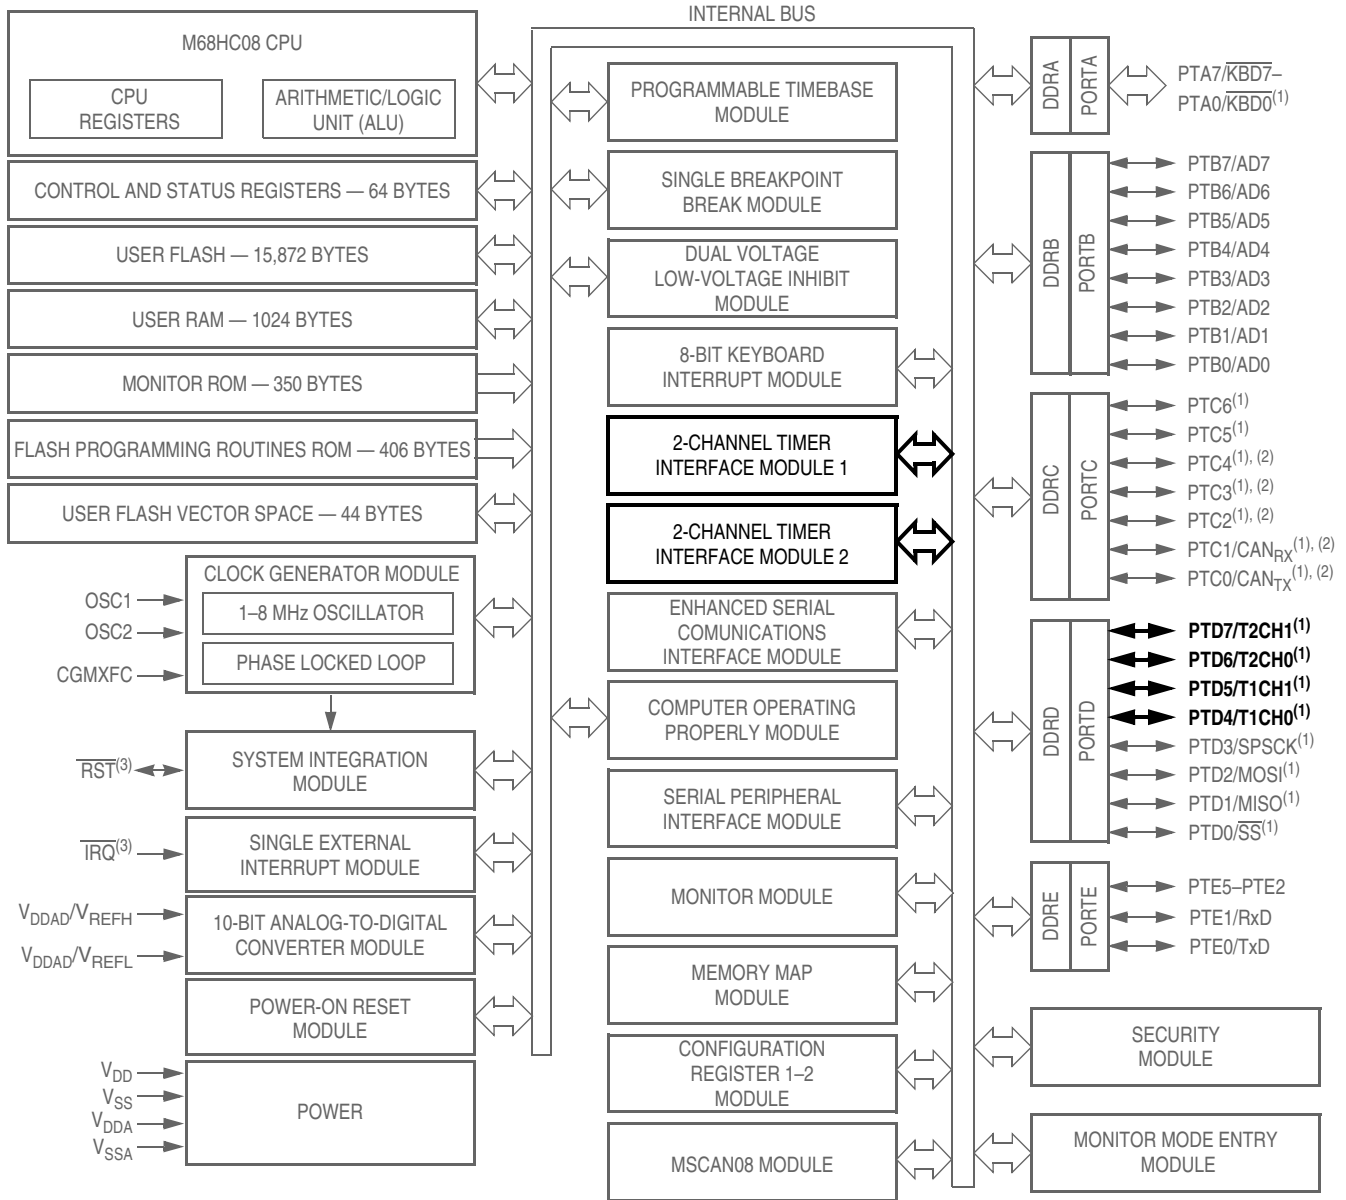 INTERNAL BUS
M68HC08 CPU
CPU
REGISTERS
ARITHMETIC/LOGIC
UNIT (ALU)
CONTROL AND STATUS REGISTERS — 64 BYTES
USER FLASH — 15,872 BYTES
USER RAM — 1024 BYTES
MONITOR ROM — 350 BYTES
FLASH PROGRAMMING ROUTINES ROM — 406 BYTES
USER FLASH VECTOR SPACE — 44 BYTES
CLOCK GENERATOR MODULE
1–8 MHz OSCILLATOR
PHASE LOCKED LOOP
OSC1
OSC2
CGMXFC
SYSTEM INTEGRATION
MODULE
RST(3)
SINGLE EXTERNAL
INTERRUPT MODULE
IRQ(3)
10-BIT ANALOG-TO-DIGITAL
CONVERTER MODULE
VDDAD/VREFH
VDDAD/VREFL
POWER-ON RESET
MODULE
POWER
VDD
VSS
VDDA
VSSA
PROGRAMMABLE TIMEBASE
MODULE
SINGLE BREAKPOINT
BREAK MODULE
DUAL VOLTAGE
LOW-VOLTAGE INHIBIT
MODULE
8-BIT KEYBOARD
INTERRUPT MODULE
2-CHANNEL TIMER
INTERFACE MODULE 1
2-CHANNEL TIMER
INTERFACE MODULE 2
ENHANCED SERIAL
COMUNICATIONS
INTERFACE MODULE
COMPUTER OPERATING
PROPERLY MODULE
SERIAL PERIPHERAL
INTERFACE MODULE
MONITOR MODULE
MEMORY MAP
MODULE
CONFIGURATION
REGISTER 1–2
MODULE
MSCAN08 MODULE
DDRA
PORTA
PTA7/KBD7–
PTA0/KBD0(1)
DDRB
PORTB
PTB7/AD7
PTB6/AD6
PTB5/AD5
PTB4/AD4
PTB3/AD3
PTB2/AD2
PTB1/AD1
PTB0/AD0
DDRC
PORTC
PTC6(1)
PTC5(1)
PTC4(1), (2)
PTC3(1), (2)
PTC2(1), (2)
PTC1/CANRX(1), (2)
PTC0/CANTX(1), (2)
DDRD
PORTD
PTD7/T2CH1(1)
PTD6/T2CH0(1)
PTD5/T1CH1(1)
PTD4/T1CH0(1)
PTD3/SPSCK(1)
PTD2/MOSI(1)
PTD1/MISO(1)
PTD0/SS(1)
DDRE
PORTE
PTE5–PTE2
PTE1/RxD
PTE0/TxD
SECURITY
MODULE
MONITOR MODE ENTRY
MODULE